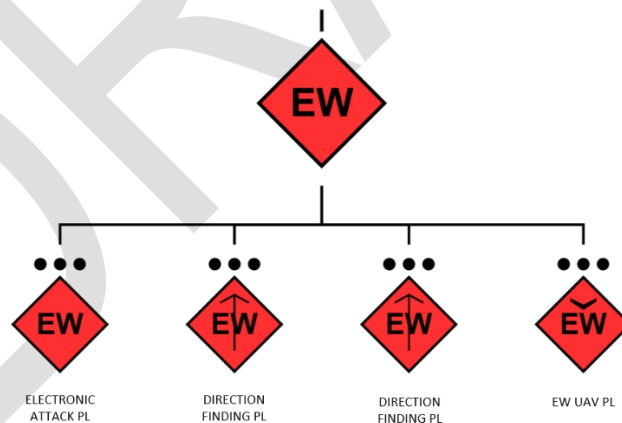 EW
EW
EW
EW
EW
ELECTRONIC
ATTACK PL
DIRECTION
FINDING PL
DIRECTION
FINDING PL
EW UAV PL